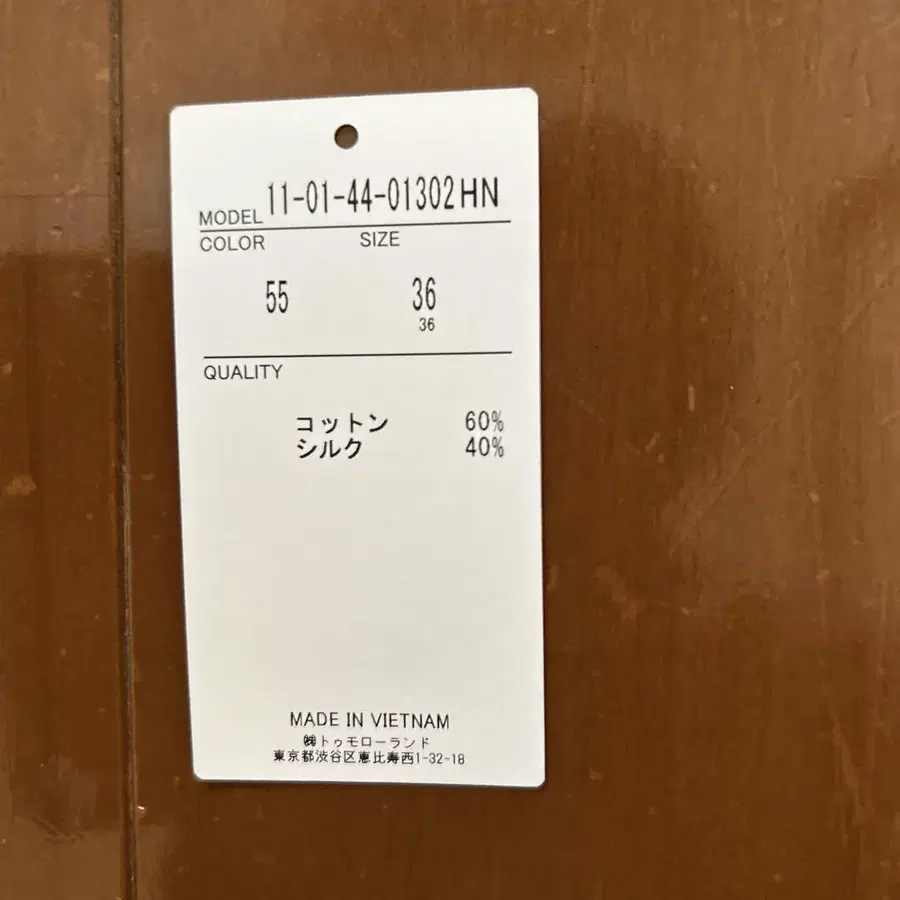 MODEL 11-01-44-01302HN
COLOR SIZE
55 36
36
QUALITY
コットン 60%
シルク 40%
MADE IN VIETNAM
㈱トゥモローランド
東京都渋谷区恵比寿西1-32-18